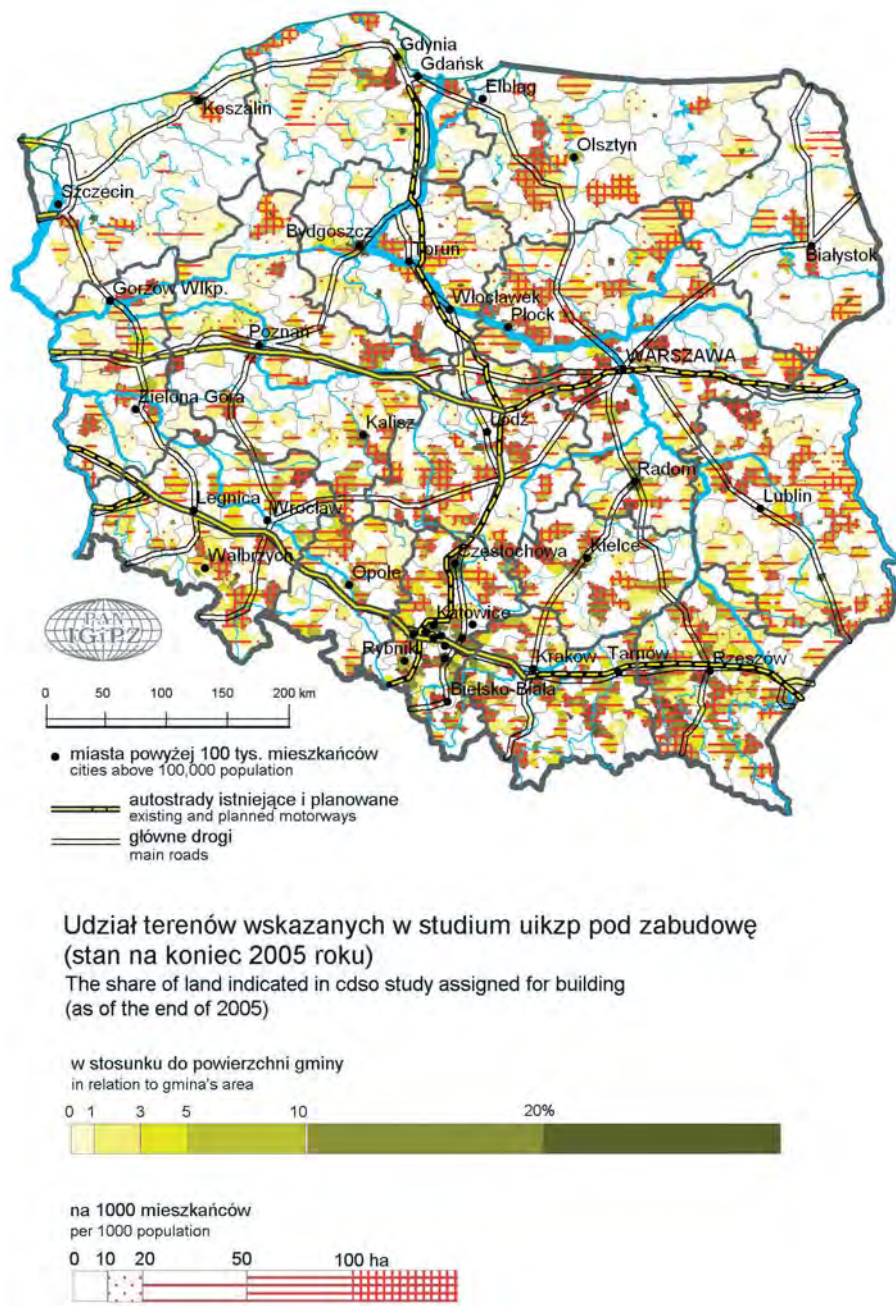 Gdynia
Gdańsk
Koszalin
Elbląg
Olsztyn
Szczecin
Bydgoszcz
Toruń
Białystok
Gorzów Wlkp.
Włocławek
Płock
Poznań
WARSZAWA
Zielona Góra
Kalisz
Łódź
Radom
Legnica
Wrocław
Lublin
Wałbrzych
Częstochowa
Kielce
Opole
PAN
IGiPZ
Katowice
Rybnik
Kraków
Tarnów
Rzeszów
Bielsko-Biała
0 50 100 150 200 km
miasta powyżej 100 tys. mieszkańców
cities above 100,000 population
autostrady istniejące i planowane
existing and planned motorways
główne drogi
main roads
Udział terenów wskazanych w studium uikzp pod zabudowę
(stan na koniec 2005 roku)
The share of land indicated in cdso study assigned for building
(as of the end of 2005)
w stosunku do powierzchni gminy
in relation to gmina's area
0 1 3 5 10 20%
na 1000 mieszkańców
per 1000 population
0 10 20 50 100 ha